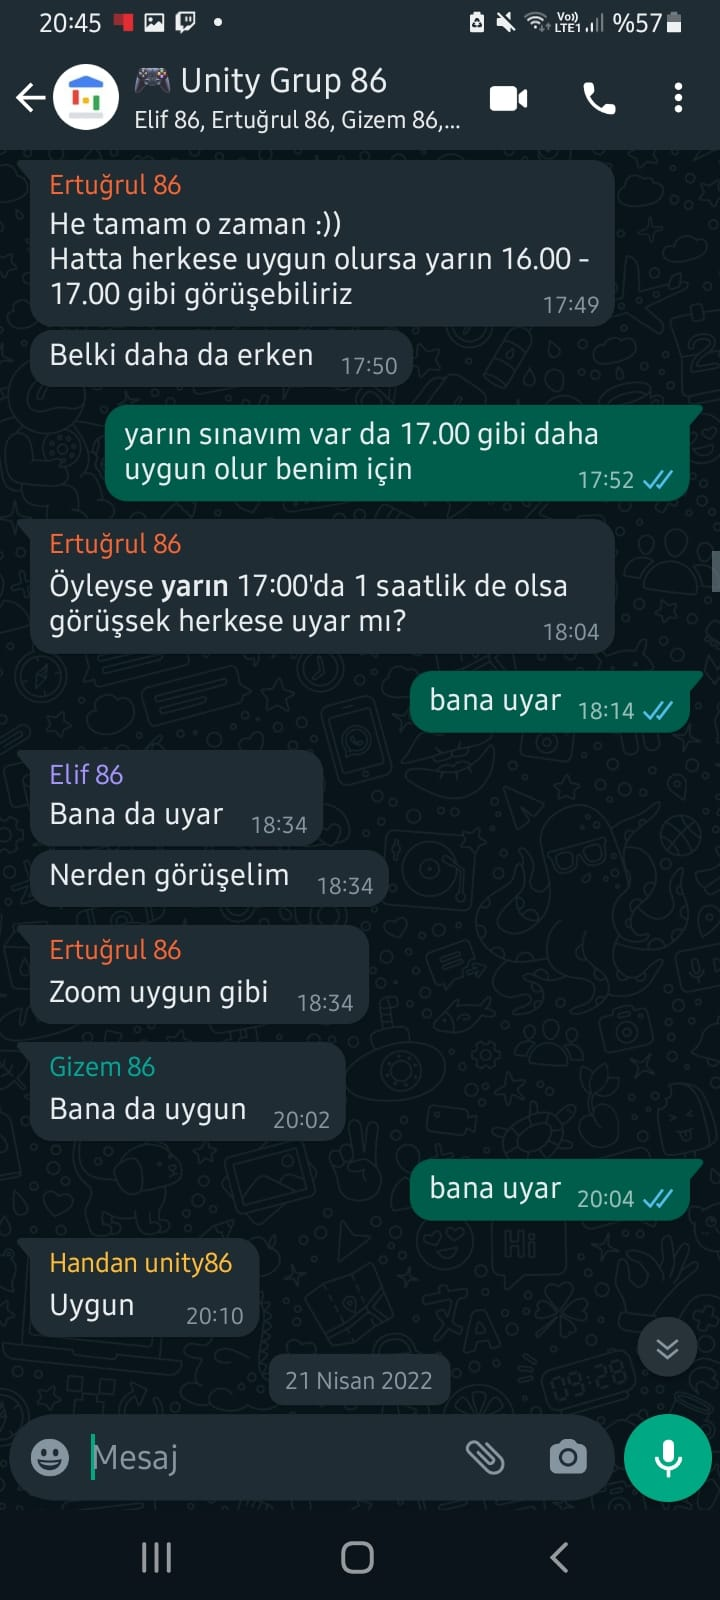 20:45
Vo))
LTE1
%57
Unity Grup 86
Elif 86, Ertuğrul 86, Gizem 86,...
Ertuğrul 86
He tamam o zaman :))
Hatta herkese uygun olursa yarın 16.00 -
17.00 gibi görüşebiliriz
17:49
Belki daha da erken
17:50
yarın sınavım var da 17.00 gibi daha
uygun olur benim için
17:52
Ertuğrul 86
Öyleyse yarın 17:00'da 1 saatlik de olsa
görüşsek herkese uyar mı?
18:04
bana uyar
18:14
Elif 86
Bana da uyar
18:34
Nerden görüşelim
18:34
Ertuğrul 86
Zoom uygun gibi
18:34
Gizem 86
Bana da uygun
20:02
bana uyar
20:04
Handan unity86
Uygun
20:10
Hi
09:28
21 Nisan 2022
Mesaj